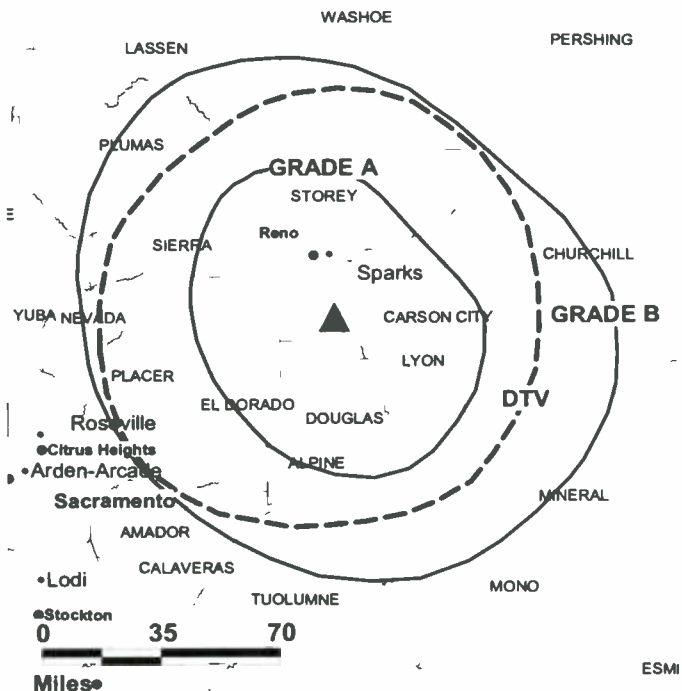 WASHOE
PERSHING
LASSEN
PLUMAS
GRADE A
STOREY
Reno
SIERRA
Sparks
CHURCHILL
YUBA NEVADA
CARSON CITY
GRADE B
LYON
PLACER
EL DORADO
DOUGLAS
DTV
Roseville
Citrus Heights
Arden-Arcade
ALPINE
Sacramento
MINERAL
AMADOR
CALAVERAS
Lodi
TUOLUMNE
MONO
Stockton
0 35 70
Miles
ESM